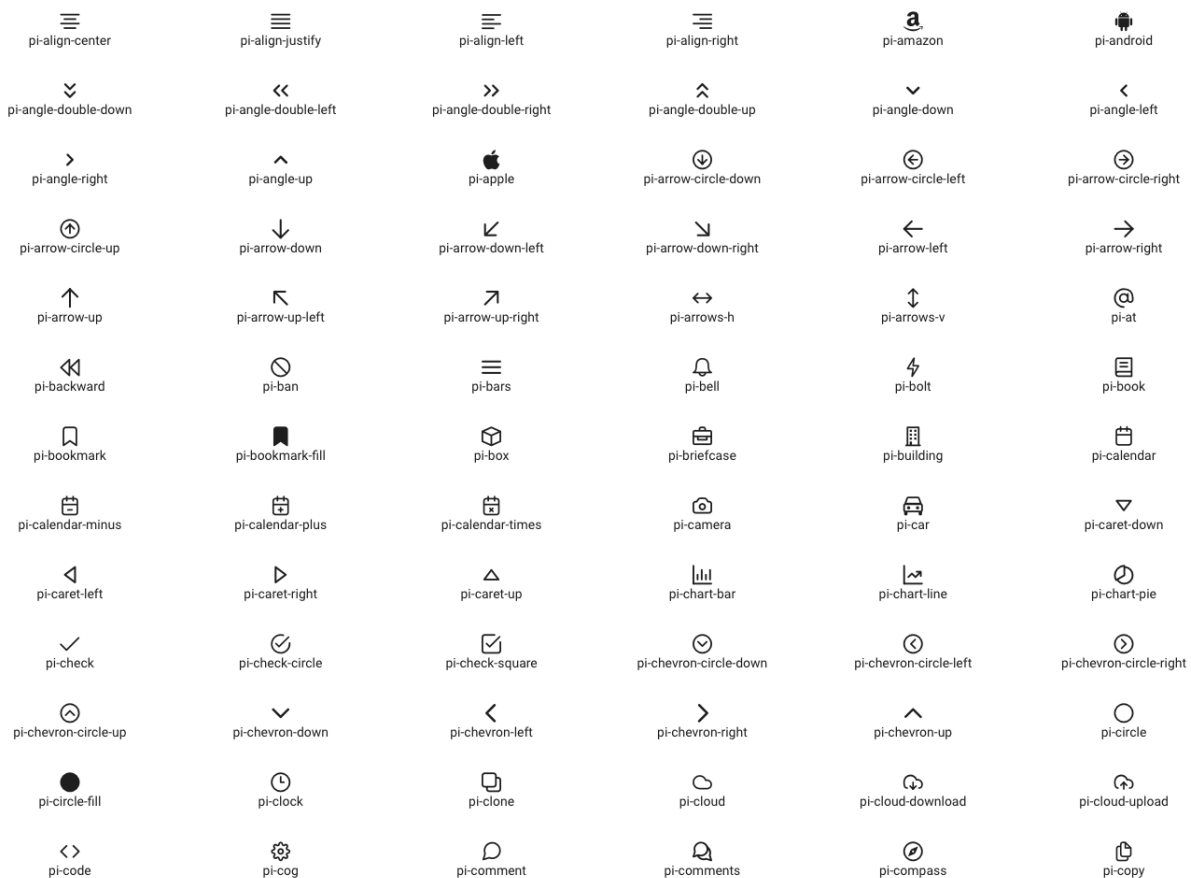 pi-align-center pi-align-justify pi-align-left pi-align-right pi-amazon pi-android
pi-angle-double-down pi-angle-double-left pi-angle-double-right pi-angle-double-up pi-angle-down pi-angle-left
pi-angle-right pi-angle-up pi-apple pi-arrow-circle-down pi-arrow-circle-left pi-arrow-circle-right
pi-arrow-circle-up pi-arrow-down pi-arrow-down-left pi-arrow-down-right pi-arrow-left pi-arrow-right
pi-arrow-up pi-arrow-up-left pi-arrow-up-right pi-arrows-h pi-arrows-v pi-at
pi-backward pi-ban pi-bars pi-bell pi-bolt pi-book
pi-bookmark pi-bookmark-fill pi-box pi-briefcase pi-building pi-calendar
pi-calendar-minus pi-calendar-plus pi-calendar-times pi-camera pi-car pi-caret-down
pi-caret-left pi-caret-right pi-caret-up pi-chart-bar pi-chart-line pi-chart-pie
pi-check pi-check-circle pi-check-square pi-chevron-circle-down pi-chevron-circle-left pi-chevron-circle-right
pi-chevron-circle-up pi-chevron-down pi-chevron-left pi-chevron-right pi-chevron-up pi-circle
pi-circle-fill pi-clock pi-clone pi-cloud pi-cloud-download pi-cloud-upload
pi-code pi-cog pi-comment pi-comments pi-compass pi-copy